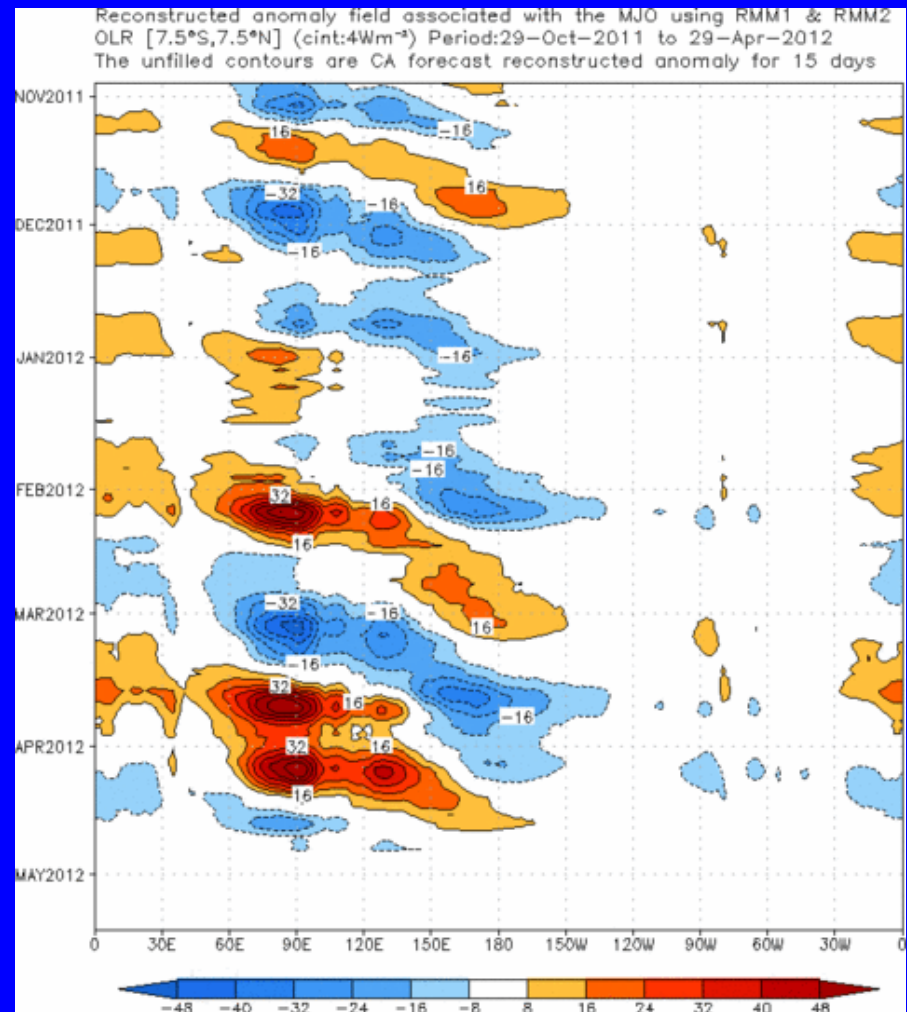 Reconstructed anomaly field associated with the MJO using RMM1 & RMM2
OLR [7.5°S,7.5°N] (cint:4Wm⁻²) Period:29-Oct-2011 to 29-Apr-2012
The unfilled contours are CA forecast reconstructed anomaly for 15 days
NOV2011
-16
16
-32
-16
16
DEC2011
-16
JAN2012
-16
-16
-16
FEB2012
32
16
16
MAR2012
-32
-16
16
-16
32
16
-16
APR2012
32
16
16
MAY2012
0 30E 60E 90E 120E 150E 180 150W 120W 90W 60W 30W 0
-48 -40 -32 -24 -16 -8 8 16 24 32 40 48